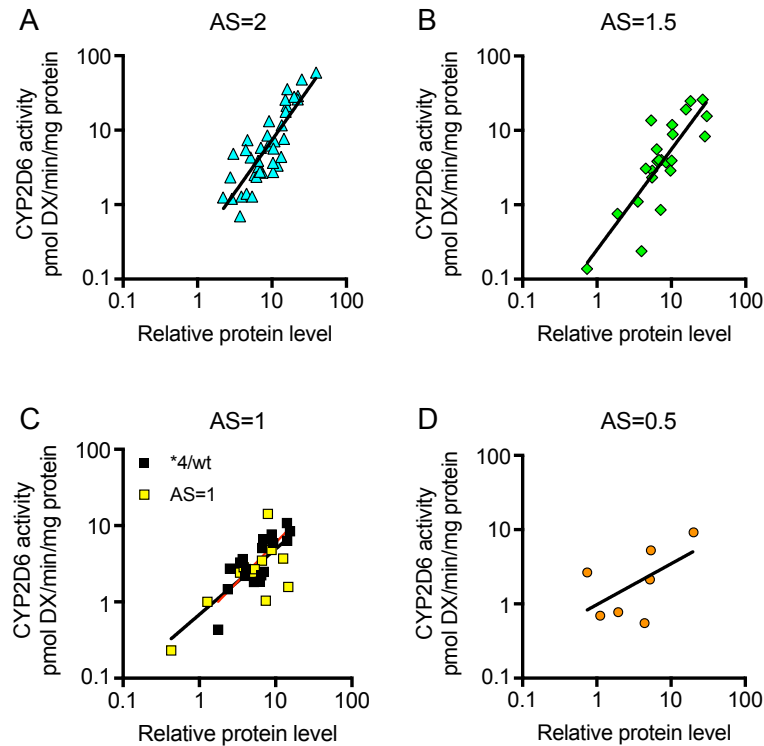 A
AS=2
CYP2D6 activity
pmol DX/min/mg protein
100
10
1
0.1
0.1
1
10
100
Relative protein level
B
AS=1.5
CYP2D6 activity
pmol DX/min/mg protein
100
10
1
0.1
0.1
1
10
100
Relative protein level
C
AS=1
CYP2D6 activity
pmol DX/min/mg protein
100
10
1
0.1
*4/wt
AS=1
0.1
1
10
100
Relative protein level
D
AS=0.5
CYP2D6 activity
pmol DX/min/mg protein
100
10
1
0.1
0.1
1
10
100
Relative protein level